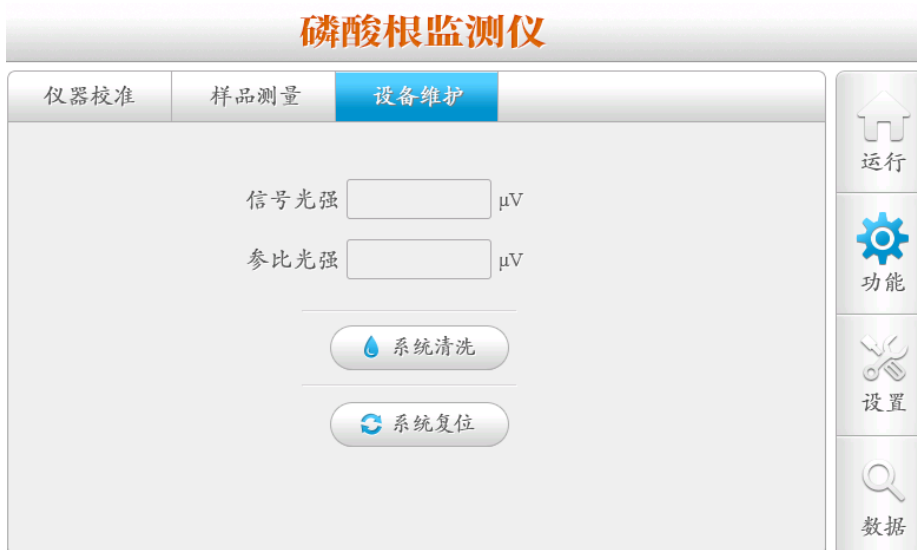 磷酸根监测仪
仪器校准 样品测量 设备维护
运行
信号光强 μV
功能
参比光强 μV
系统清洗
设置
系统复位
数据